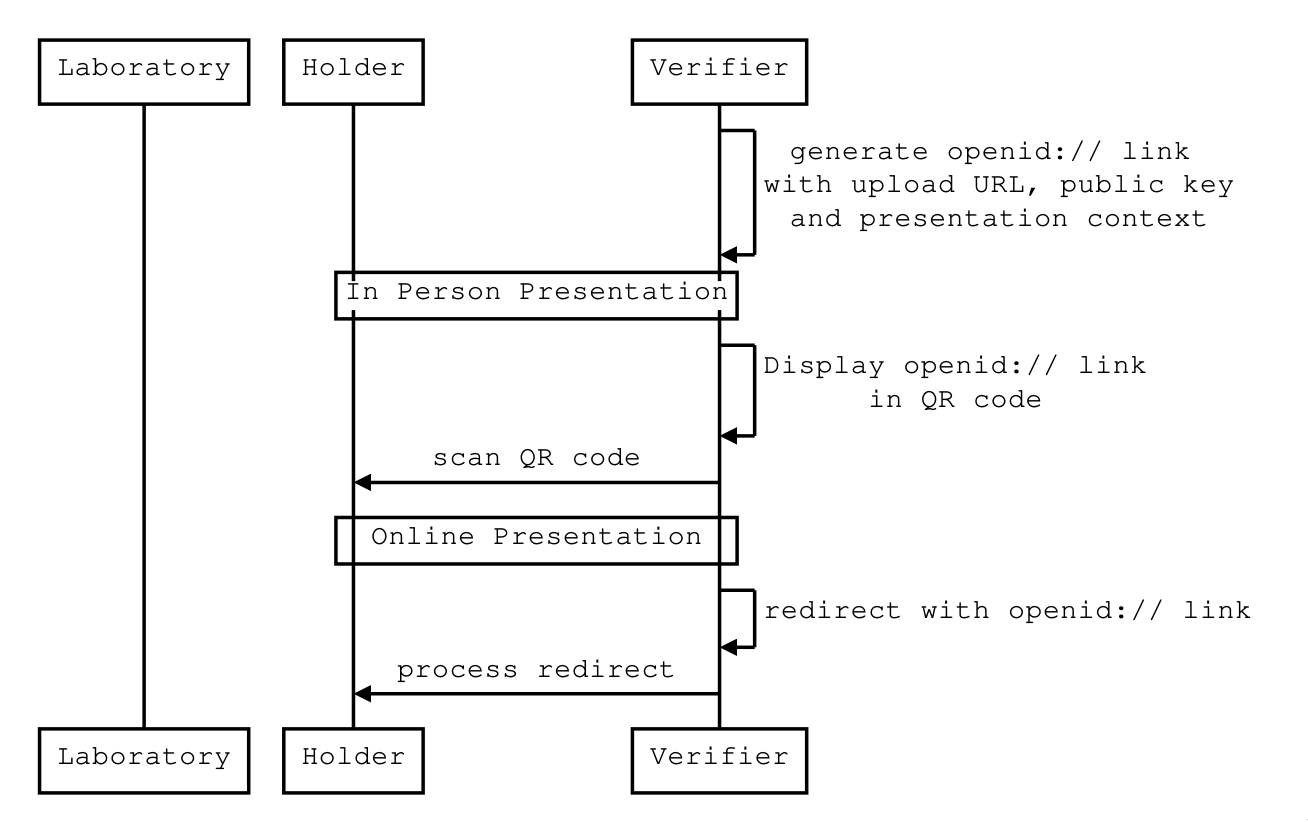 Laboratory
Holder
Verifier
generate openid:// link
with upload URL, public key
and presentation context
In Person Presentation
Display openid:// link
in QR code
scan QR code
Online Presentation
redirect with openid:// link
process redirect
Laboratory
Holder
Verifier